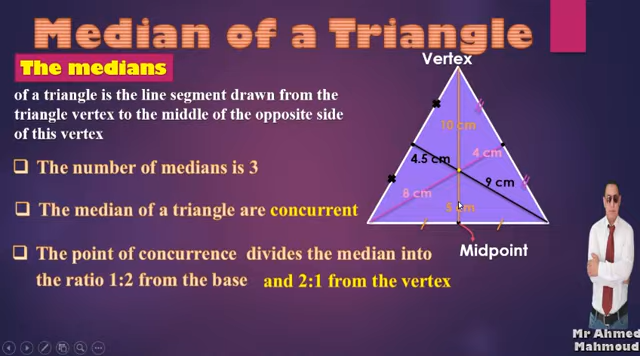 Median of a Triangle
The medians
of a triangle is the line segment drawn from the
triangle vertex to the middle of the opposite side
of this vertex
The number of medians is 3
The median of a triangle are concurrent
The point of concurrence divides the median into
the ratio 1:2 from the base and 2:1 from the vertex
Vertex
10 cm
4.5 cm
4 cm
8 cm
9 cm
5 cm
Midpoint
Mr Ahmed
Mahmoud